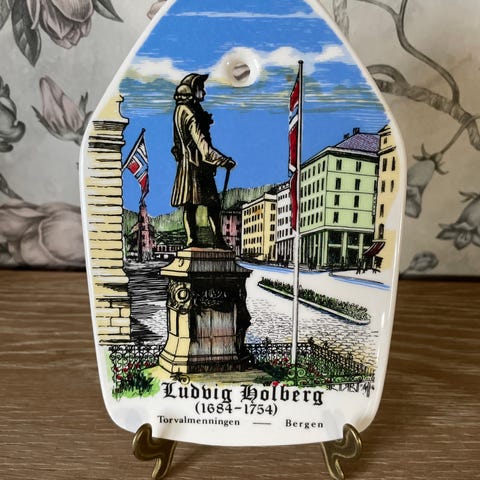 Ludvig Holberg
(1684-1754)
Torvalmenningen — Bergen